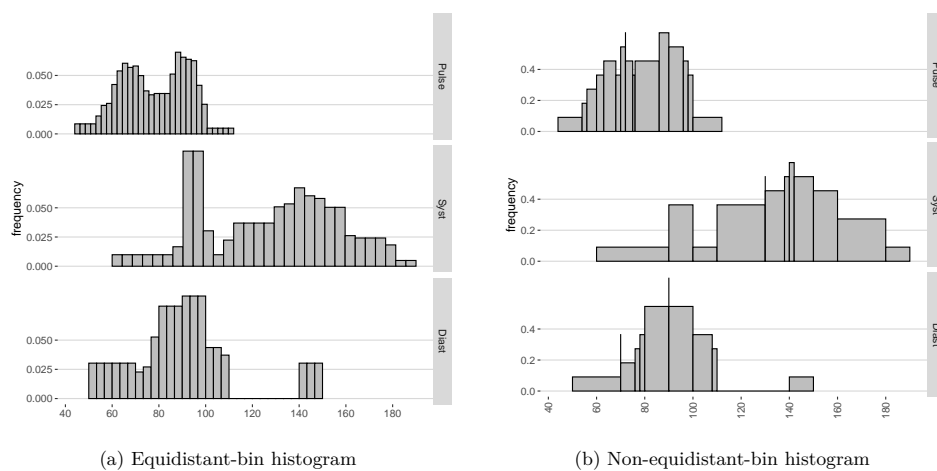 frequency
0.050
0.025
0.000
Pulse
0.050
0.025
0.000
Syst
0.050
0.025
0.000
Diast
40 60 80 100 120 140 160 180
(a) Equidistant-bin histogram
frequency
0.4
0.2
0.0
Pulse
0.4
0.2
0.0
Syst
0.4
0.2
0.0
Diast
40 60 80 100 120 140 160 180
(b) Non-equidistant-bin histogram